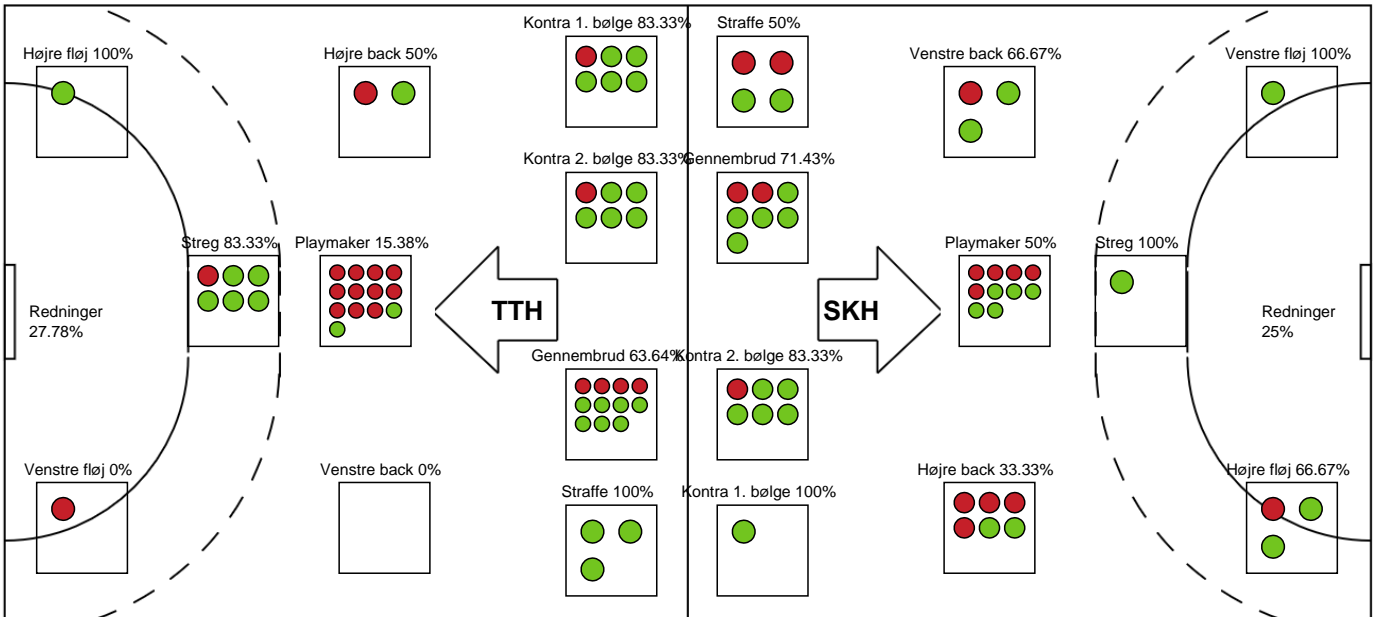 Kontra 1. bølge 83.33%
Straffe 50%
Højre fløj 100%
Højre back 50%
Venstre back 66.67%
Venstre fløj 100%
Kontra 2. bølge 83.33%
Gennembrud 71.43%
Streg 83.33%
Playmaker 15.38%
Playmaker 50%
Streg 100%
Redninger
27.78%
TTH
SKH
Redninger
25%
Gennembrud 63.64%
Kontra 2. bølge 83.33%
Venstre fløj 0%
Venstre back 0%
Højre back 33.33%
Højre fløj 66.67%
Straffe 100%
Kontra 1. bølge 100%